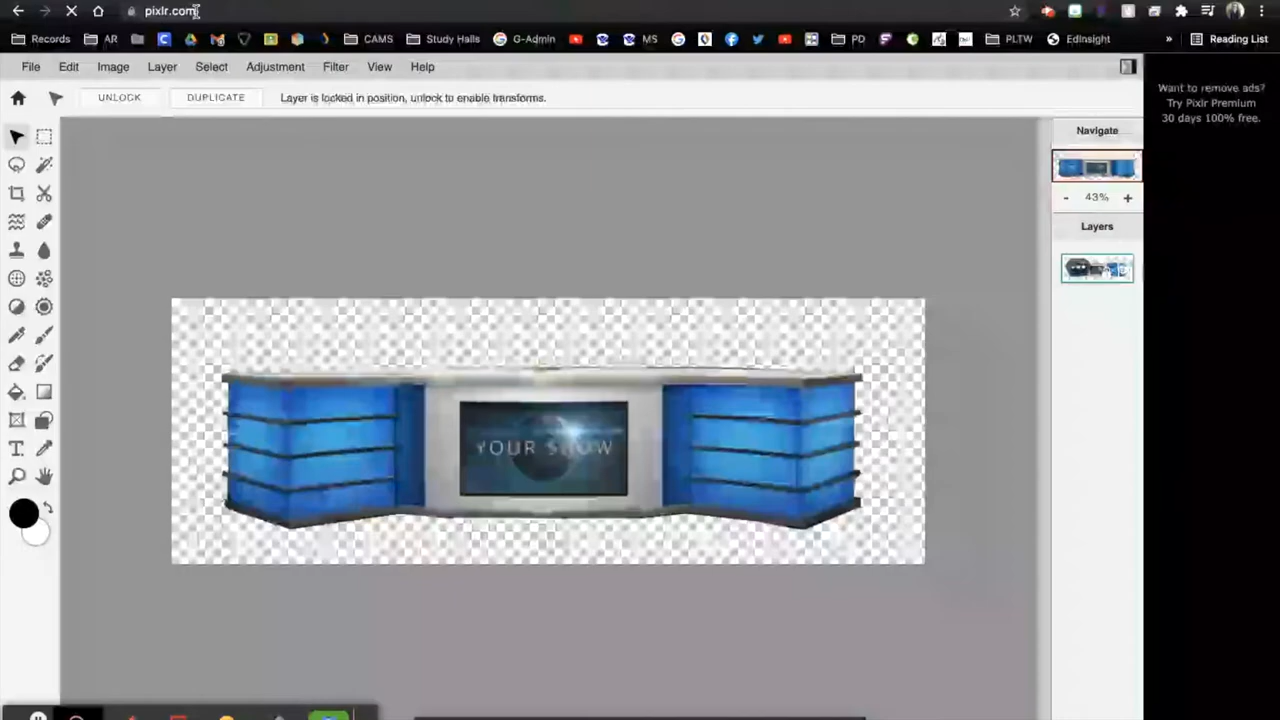 pixlr.com
Records AR CAMS Study Halls G-Admin MS PD PLTW EdInsight » Reading List
File Edit Image Layer Select Adjustment Filter View Help
UNLOCK DUPLICATE Layer is locked in position, unlock to enable transforms.
Want to remove ads?
Try Pixlr Premium
30 days 100% free.
Navigate
- 43% +
Layers
YOUR SHOW